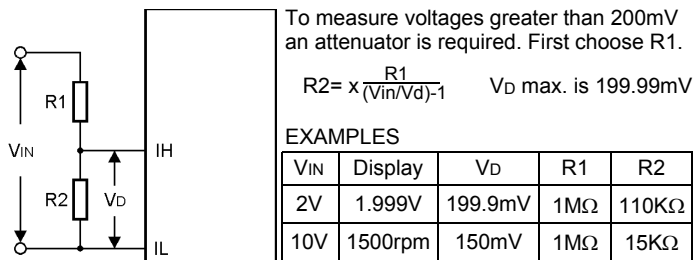 To measure voltages greater than 200mV
an attenuator is required. First choose R1.
R2= x R1/(Vin/Vd)-1 VD max. is 199.99mV
EXAMPLES
VIN Display VD R1 R2
2V 1.999V 199.9mV 1MΩ 110KΩ
10V 1500rpm 150mV 1MΩ 15KΩ
R1
VIN
IH
R2
VD
IL